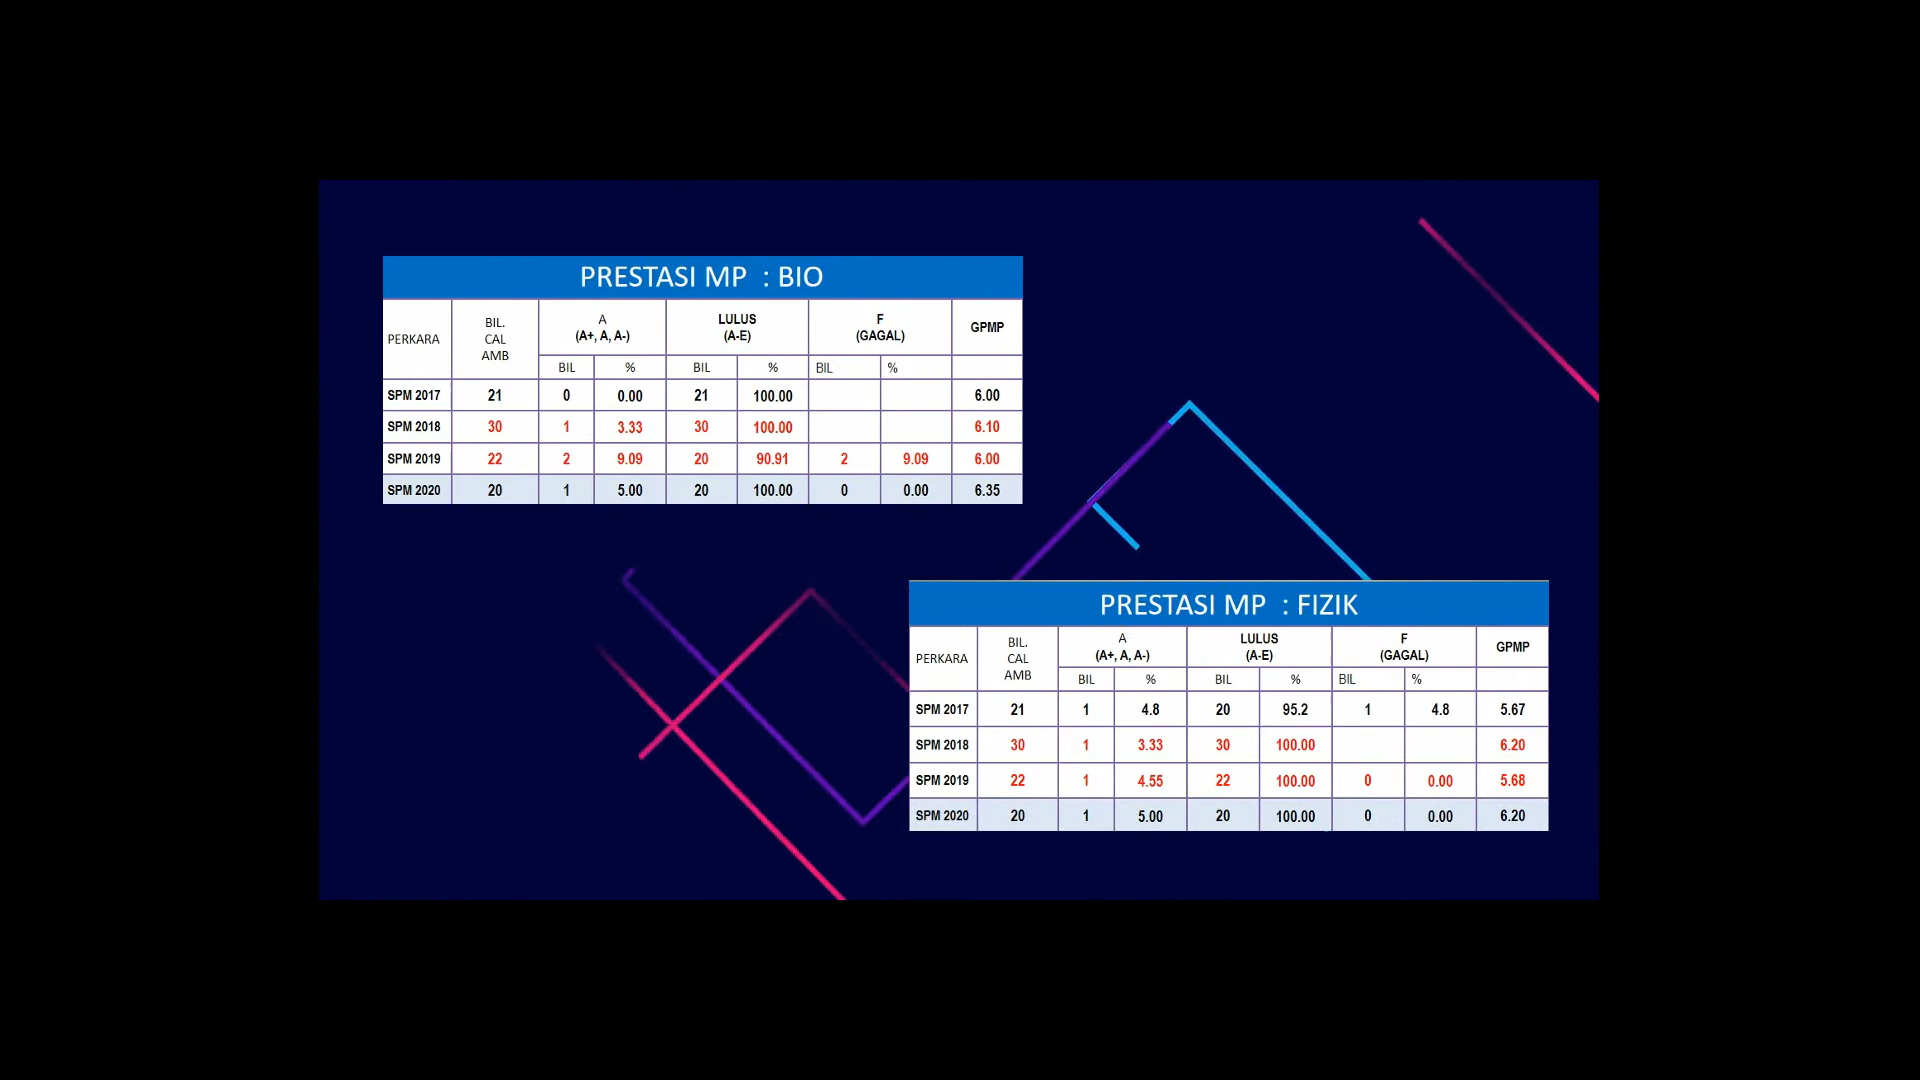 PRESTASI MP : BIO
PERKARA BIL. CAL AMB A (A+, A, A-) LULUS (A-E) F (GAGAL) GPMP
BIL % BIL % BIL %
SPM 2017 21 0 0.00 21 100.00 6.00
SPM 2018 30 1 3.33 30 100.00 6.10
SPM 2019 22 2 9.09 20 90.91 2 9.09 6.00
SPM 2020 20 1 5.00 20 100.00 0 0.00 6.35
PRESTASI MP : FIZIK
PERKARA BIL. CAL AMB A (A+, A, A-) LULUS (A-E) F (GAGAL) GPMP
BIL % BIL % BIL %
SPM 2017 21 1 4.8 20 95.2 1 4.8 5.67
SPM 2018 30 1 3.33 30 100.00 6.20
SPM 2019 22 1 4.55 22 100.00 0 0.00 5.68
SPM 2020 20 1 5.00 20 100.00 0 0.00 6.20